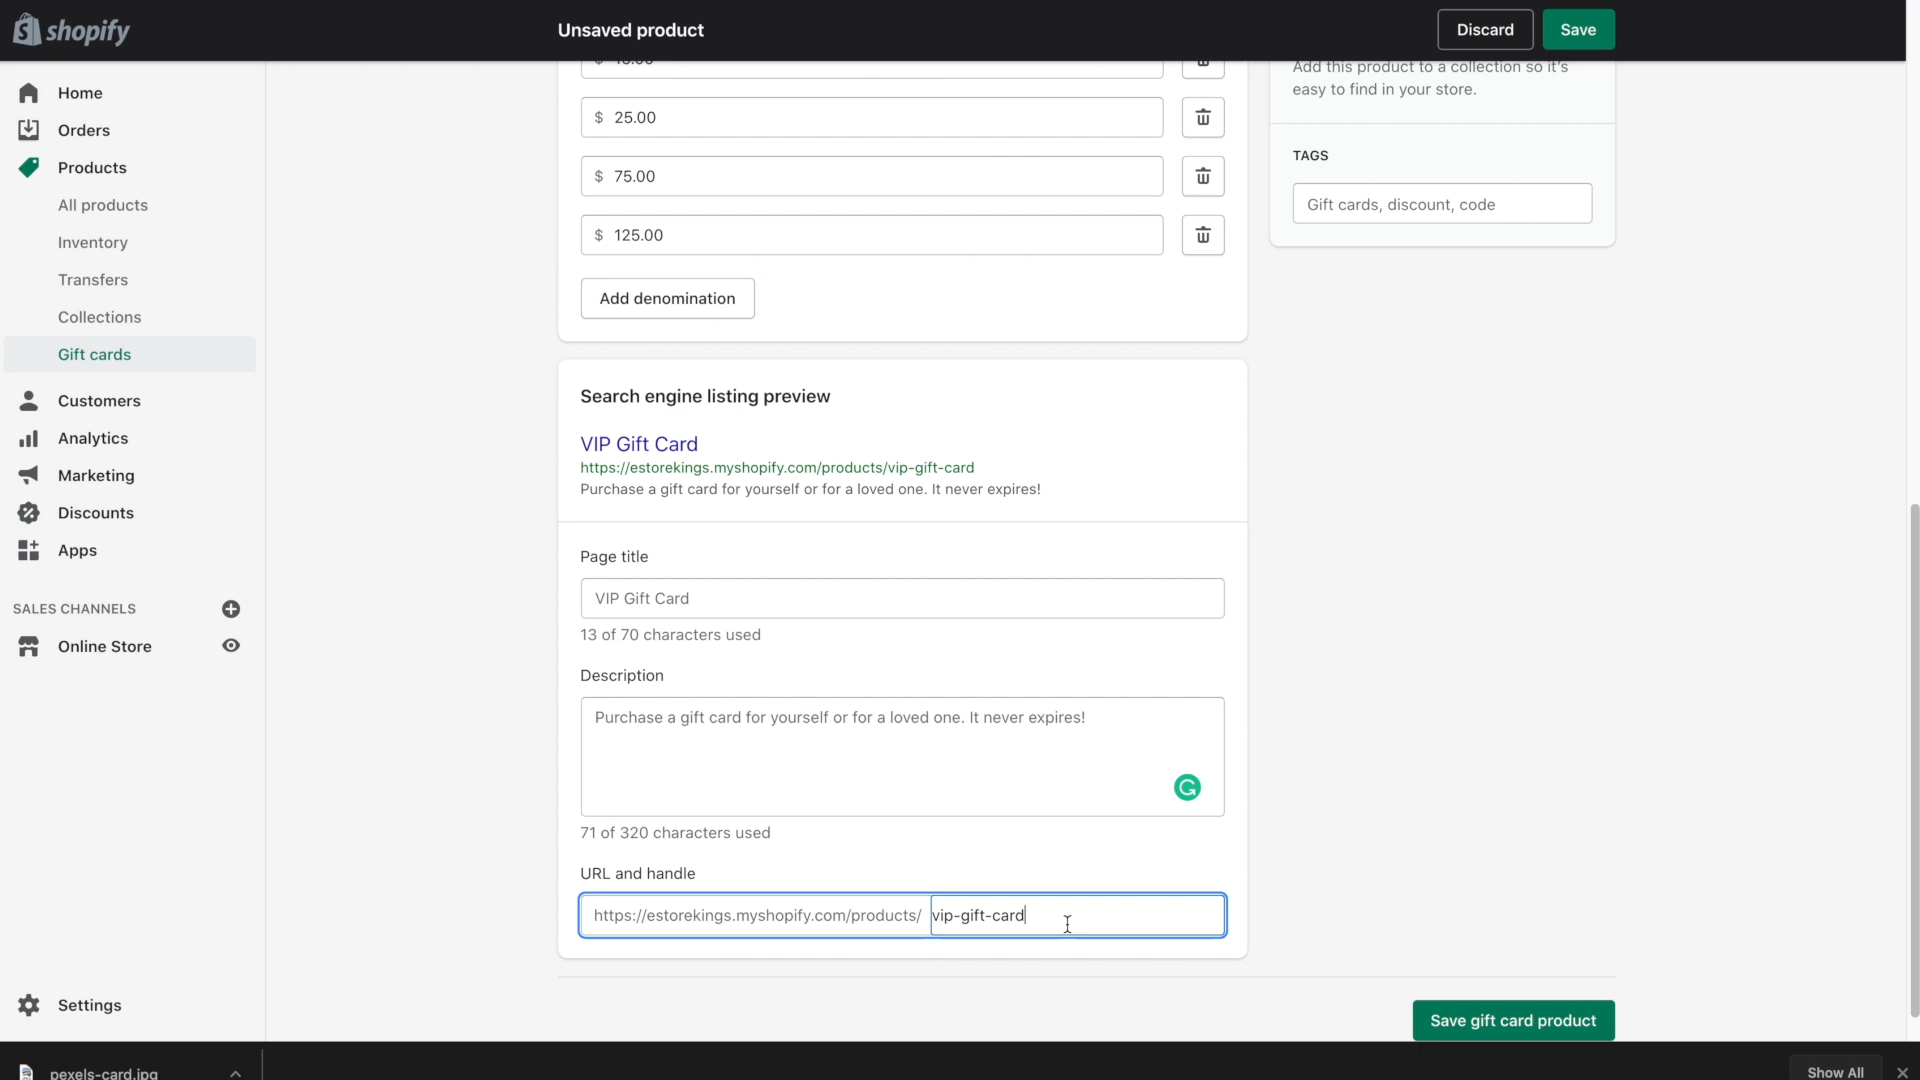 shopify
Unsaved product
Discard
Save
Home
Orders
Products
All products
Inventory
Transfers
Collections
Gift cards
Customers
Analytics
Marketing
Discounts
Apps
SALES CHANNELS
Online Store
Settings
$ 25.00
$ 75.00
$ 125.00
Add denomination
Search engine listing preview
VIP Gift Card
https://estorekings.myshopify.com/products/vip-gift-card
Purchase a gift card for yourself or for a loved one. It never expires!
Page title
VIP Gift Card
13 of 70 characters used
Description
Purchase a gift card for yourself or for a loved one. It never expires!
71 of 320 characters used
URL and handle
https://estorekings.myshopify.com/products/ vip-gift-card
Add this product to a collection so it's
easy to find in your store.
TAGS
Gift cards, discount, code
Save gift card product
pexels-card.jpg
Show All